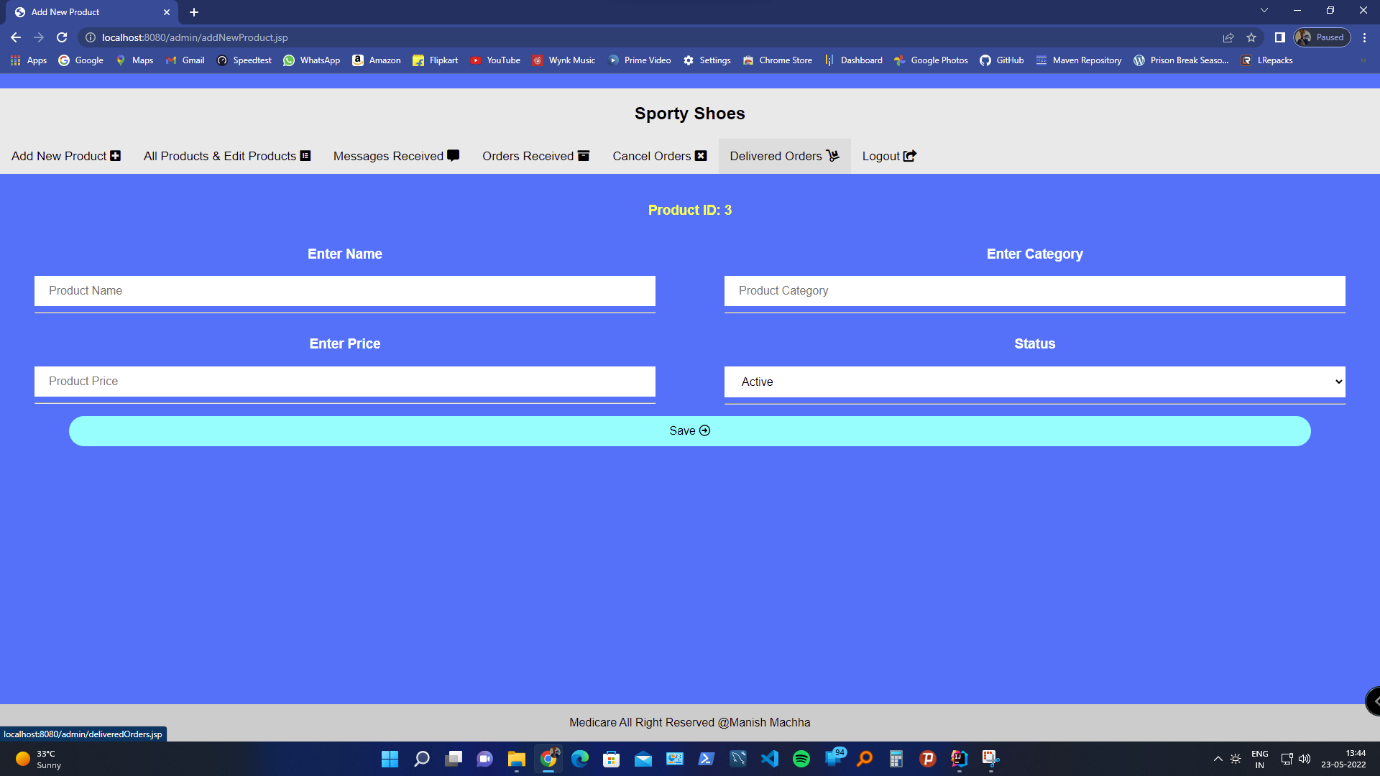 Add New Product
localhost:8080/admin/addNewProduct.jsp
Paused
Apps Google Maps Gmail Speedtest WhatsApp Amazon Flipkart YouTube Wynk Music Prime Video Settings Chrome Store Dashboard Google Photos GitHub Maven Repository Prison Break Seaso... LRepacks
Sporty Shoes
Add New Product All Products & Edit Products Messages Received Orders Received Cancel Orders Delivered Orders Logout
Product ID: 3
Enter Name Enter Category
Product Name Product Category
Enter Price Status
Product Price Active
Save
Medicare All Right Reserved @Manish Machha
localhost:8080/admin/deliveredOrders.jsp
33°C
Sunny
94
ENG
IN
13:44
23-05-2022